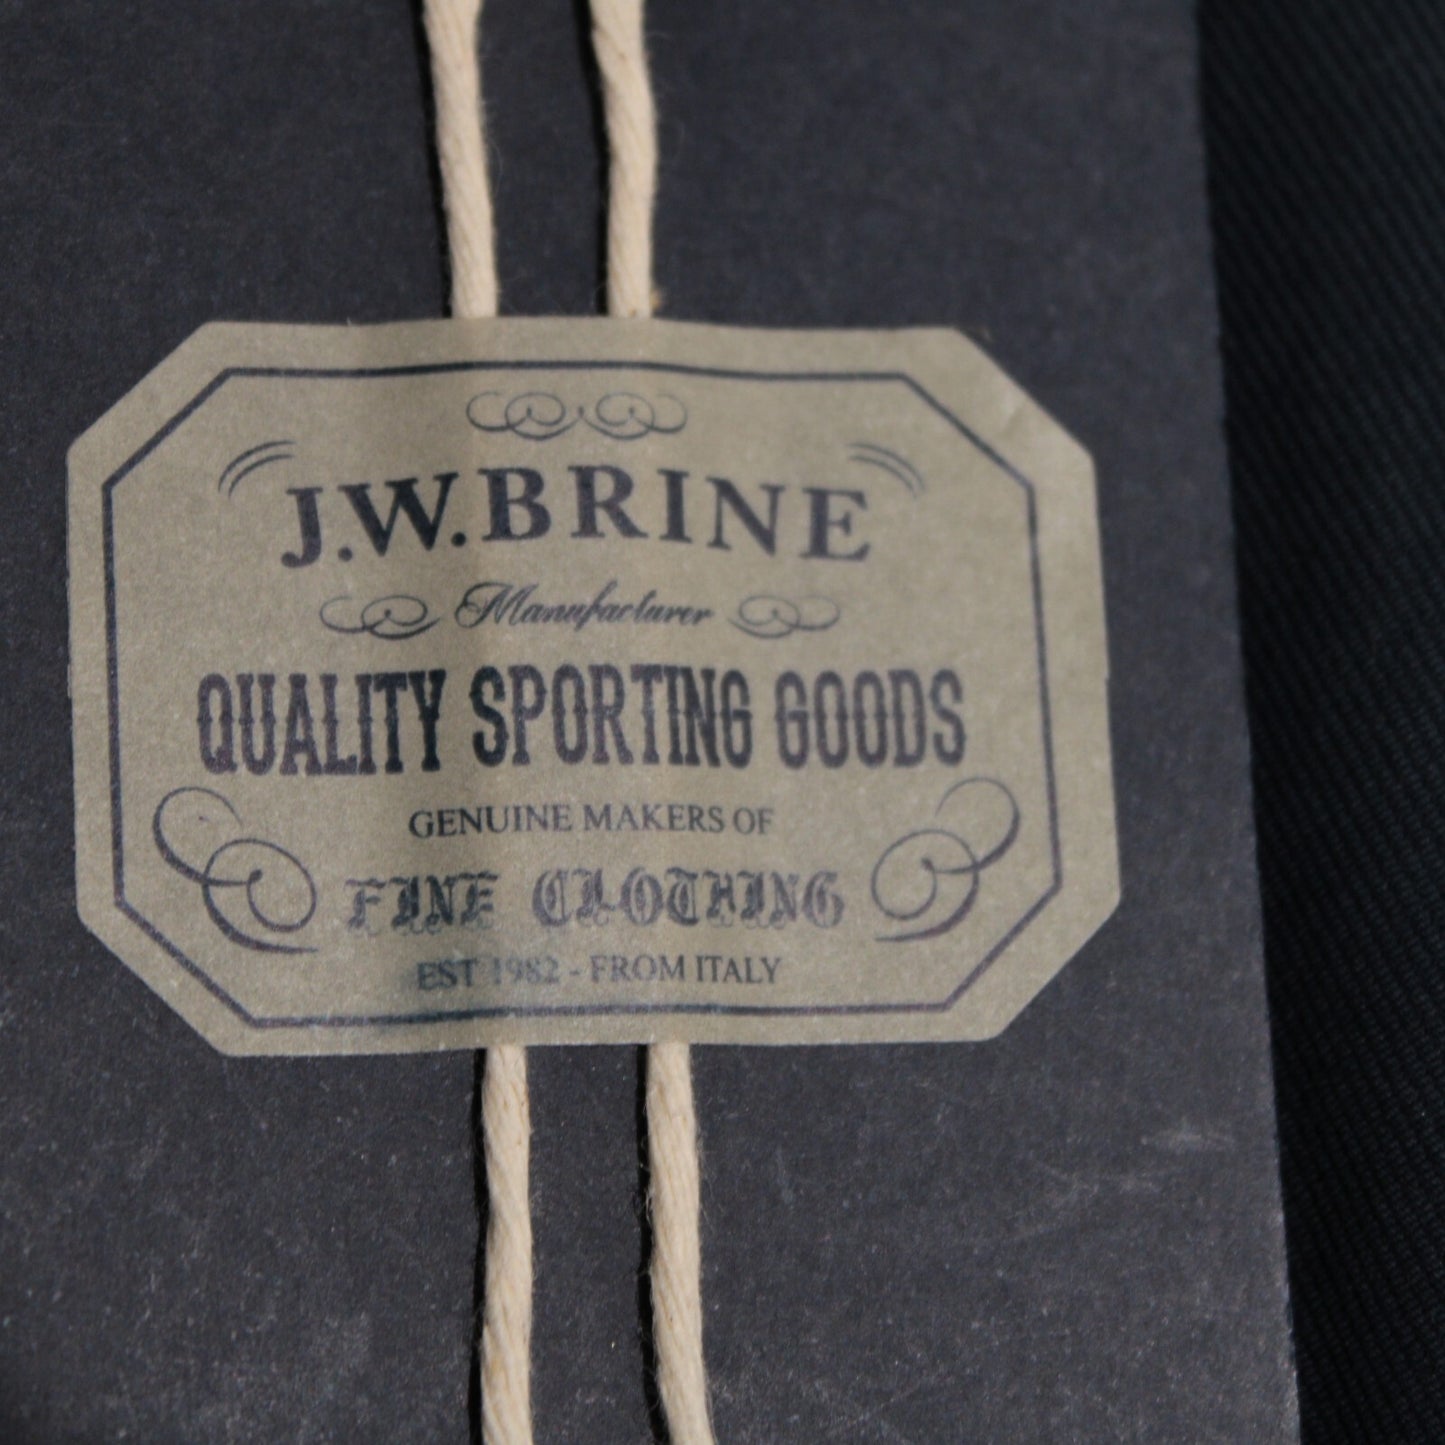 J.W.BRINE
Manufacturer
QUALITY SPORTING GOODS
GENUINE MAKERS OF
FINE CLOTHING
EST 1982 - FROM ITALY